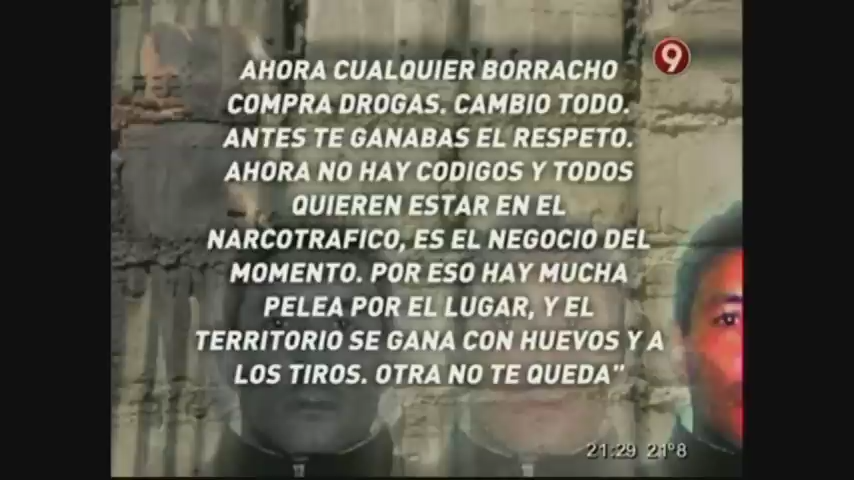 9
AHORA CUALQUIER BORRACHO
COMPRA DROGAS. CAMBIO TODO.
ANTES TE GANABAS EL RESPETO.
AHORA NO HAY CODIGOS Y TODOS
QUIEREN ESTAR EN EL
NARCOTRAFICO, ES EL NEGOCIO DEL
MOMENTO. POR ESO HAY MUCHA
PELEA POR EL LUGAR, Y EL
TERRITORIO SE GANA CON HUEVOS Y A
LOS TIROS. OTRA NO TE QUEDA"
21:29 21°8